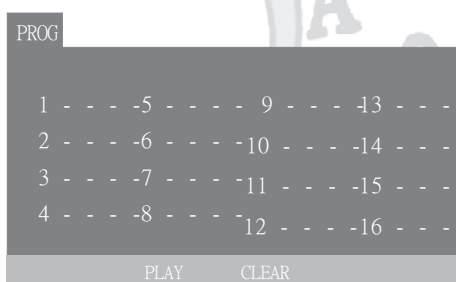 PROG
1 - - - -5 - - - - 9 - - - -13 - - -
2 - - - -6 - - - -10 - - - -14 - - -
3 - - - -7 - - - -11 - - - -15 - - -
4 - - - -8 - - - -12 - - - -16 - - -
PLAY CLEAR